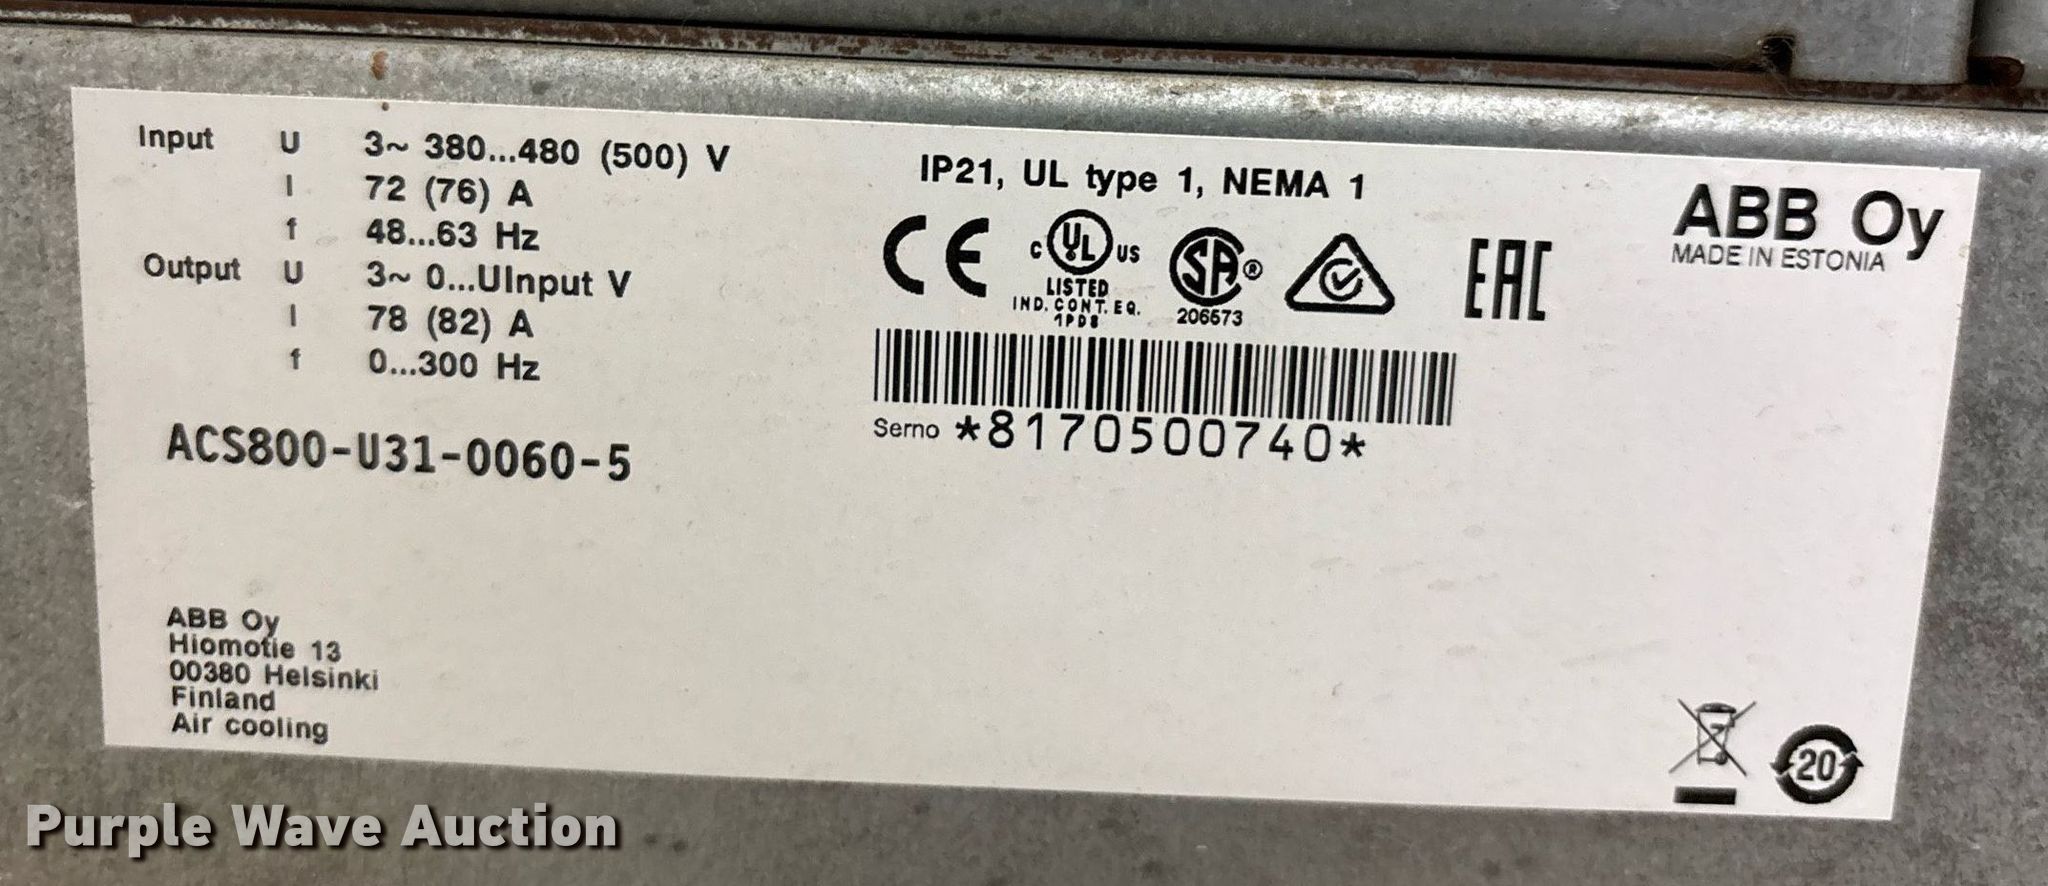 Input U 3~ 380...480 (500) V
I 72 (76) A
f 48...63 Hz
Output U 3~ 0...UInput V
I 78 (82) A
f 0...300 Hz
ACS800-U31-0060-5
ABB Oy
Hiomotie 13
00380 Helsinki
Finland
Air cooling
IP21, UL type 1, NEMA 1
CE
C UL US
LISTED
IND. CONT. EQ.
1PD8
SA ®
206573
EAC
Serno *8170500740*
ABB Oy
MADE IN ESTONIA
20
Purple Wave Auction